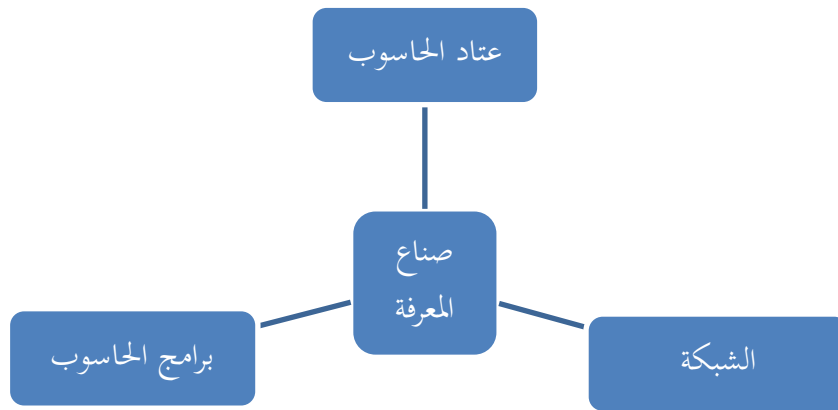 عتاد الحاسوب
صناع
المعرفة
الشبكة
برامج الحاسوب